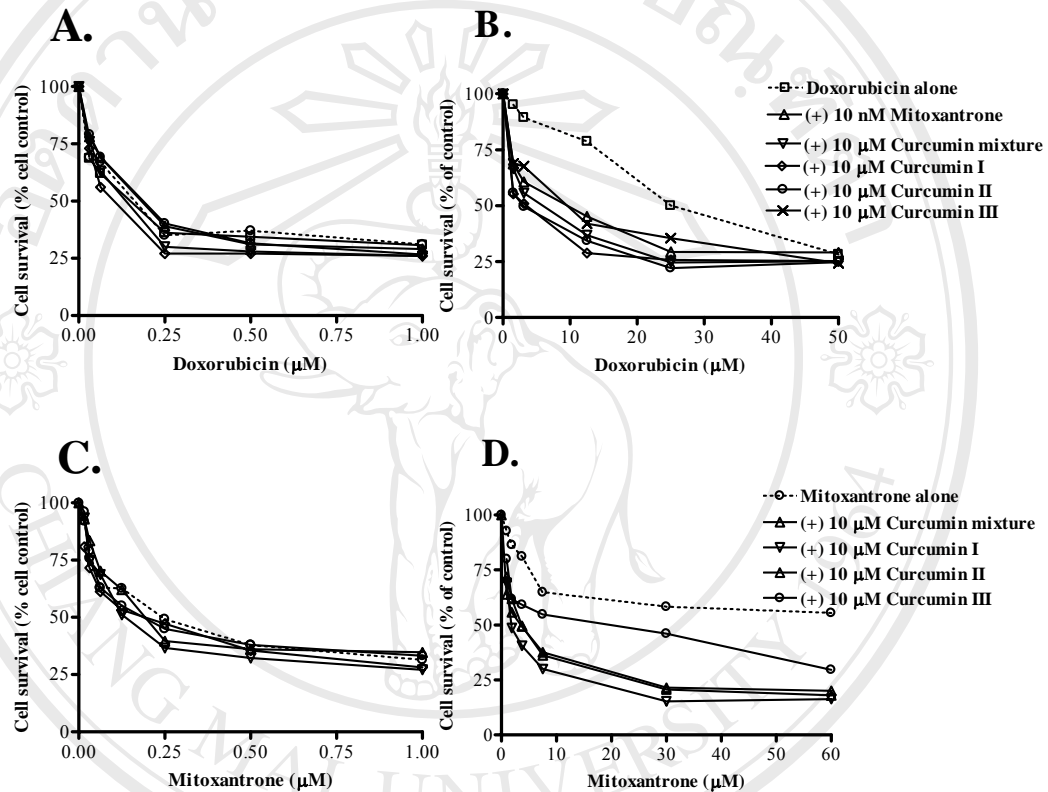 A.
Cell survival (% cell control)
100
75
50
25
0
0.00 0.25 0.50 0.75 1.00
Doxorubicin (µM)
B.
Cell survival (% of control)
100
75
50
25
0
0 10 20 30 40 50
Doxorubicin (µM)
Doxorubicin alone
(+) 10 nM Mitoxantrone
(+) 10 µM Curcumin mixture
(+) 10 µM Curcumin I
(+) 10 µM Curcumin II
(+) 10 µM Curcumin III
C.
Cell survival (% cell control)
100
75
50
25
0
0.00 0.25 0.50 0.75 1.00
Mitoxantrone (µM)
D.
Cell survival (% of control)
100
75
50
25
0
0 10 20 30 40 50 60
Mitoxantrone (µM)
Mitoxantrone alone
(+) 10 µM Curcumin mixture
(+) 10 µM Curcumin I
(+) 10 µM Curcumin II
(+) 10 µM Curcumin III
CHIANG MAI UNIVERSITY 1964